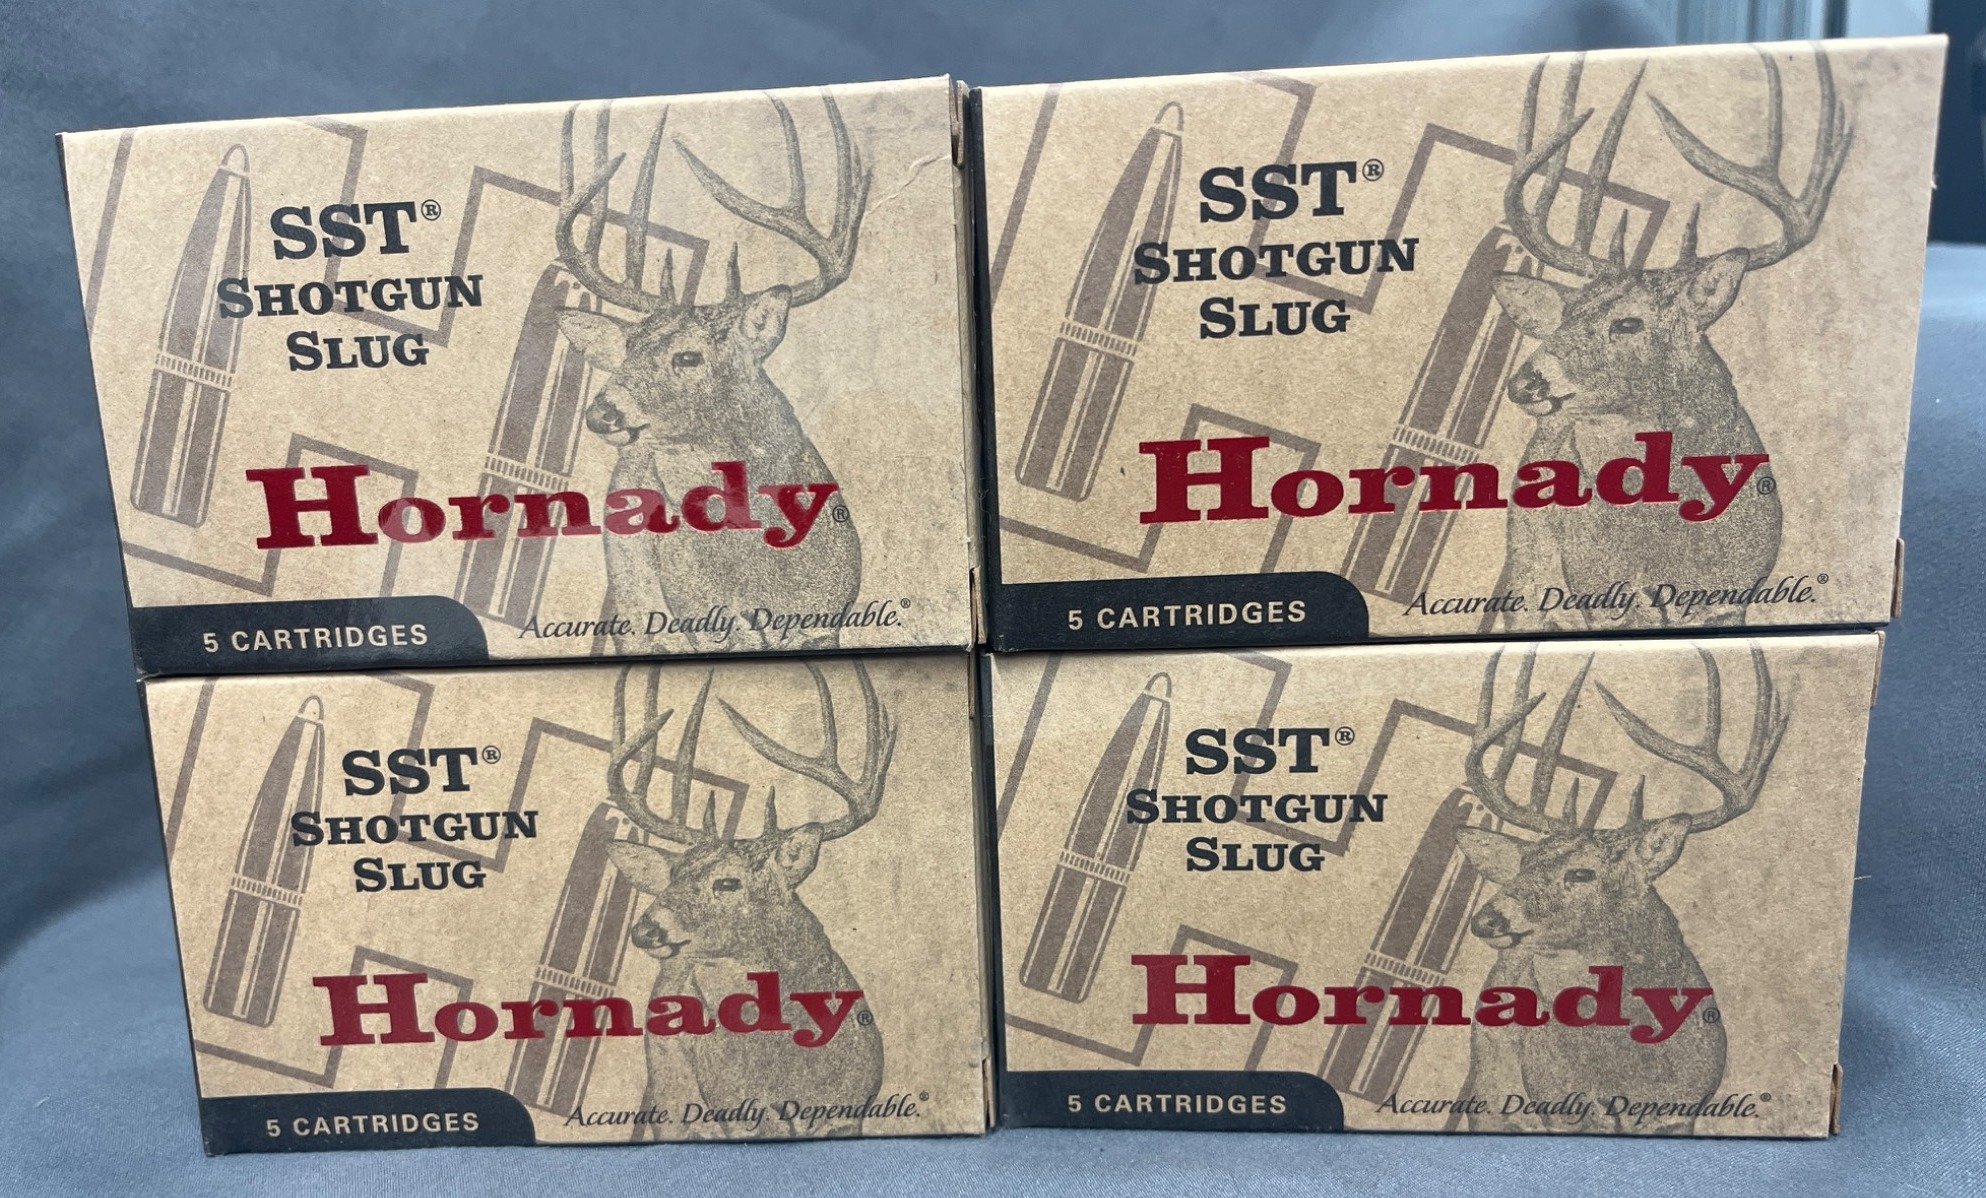 SST®
SHOTGUN
SLUG
Hornady®
5 CARTRIDGES
Accurate. Deadly. Dependable.®
SST®
SHOTGUN
SLUG
Hornady®
5 CARTRIDGES
Accurate. Deadly. Dependable.®
SST®
SHOTGUN
SLUG
Hornady®
5 CARTRIDGES
Accurate. Deadly. Dependable.®
SST®
SHOTGUN
SLUG
Hornady®
5 CARTRIDGES
Accurate. Deadly. Dependable.®